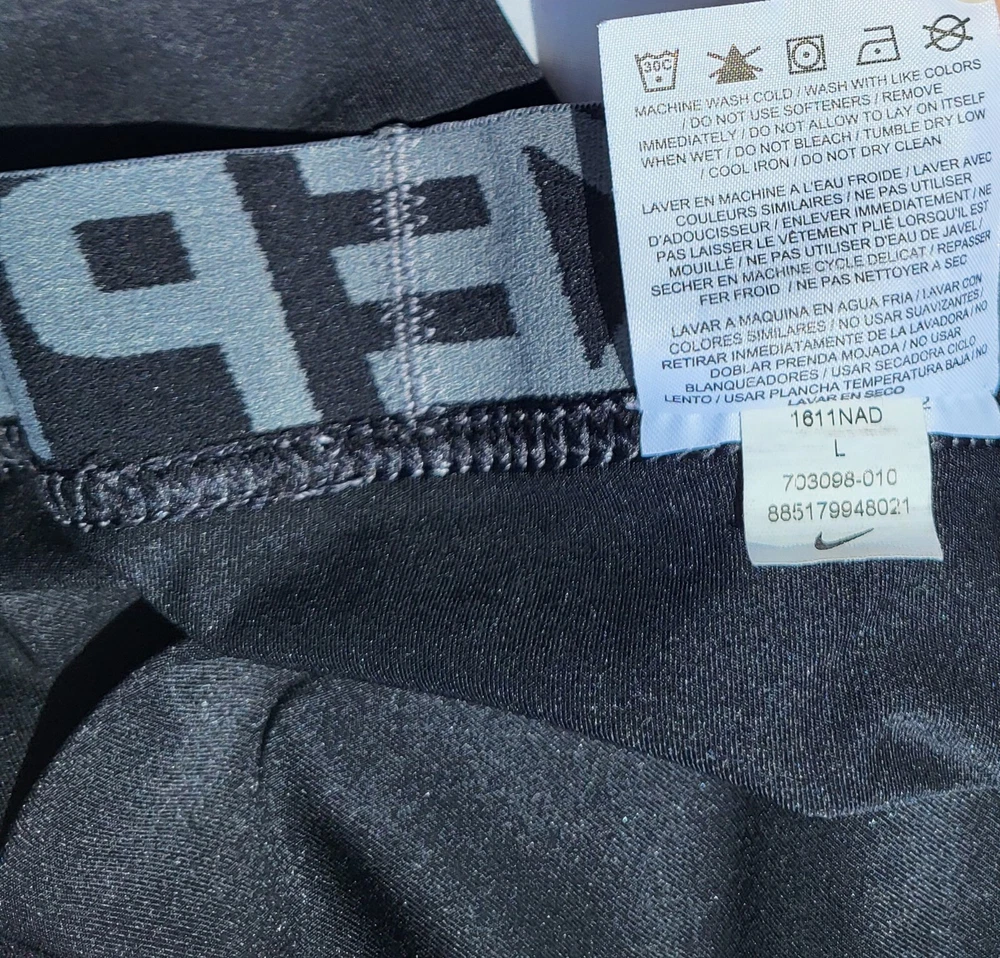 30C
MACHINE WASH COLD / WASH WITH LIKE COLORS
/ DO NOT USE SOFTENERS / REMOVE
IMMEDIATELY / DO NOT ALLOW TO LAY ON ITSELF
WHEN WET / DO NOT BLEACH / TUMBLE DRY LOW
/ COOL IRON / DO NOT DRY CLEAN
LAVER EN MACHINE A L'EAU FROIDE / LAVER AVEC
COULEURS SIMILAIRES / NE PAS UTILISER
D'ADOUCISSEUR / ENLEVER IMMEDIATEMENT / NE
PAS LAISSER LE VÊTEMENT PLIÉ LORSQU'IL EST
MOUILLÉ / NE PAS UTILISER D'EAU DE JAVEL /
SECHER EN MACHINE CYCLE DELICAT / REPASSER
FER FROID / NE PAS NETTOYER A SEC
LAVAR A MAQUINA EN AGUA FRIA / LAVAR CON
COLORES SIMILARES / NO USAR SUAVIZANTES /
RETIRAR INMEDIATAMENTE DE LA LAVADORA / NO
DOBLAR PRENDA MOJADA / NO USAR
BLANQUEADORES / USAR SECADORA CICLO
LENTO / USAR PLANCHA TEMPERATURA BAJA / NO
LAVAR EN SECO
2
1611NAD
L
703098-010
885179948021
PE